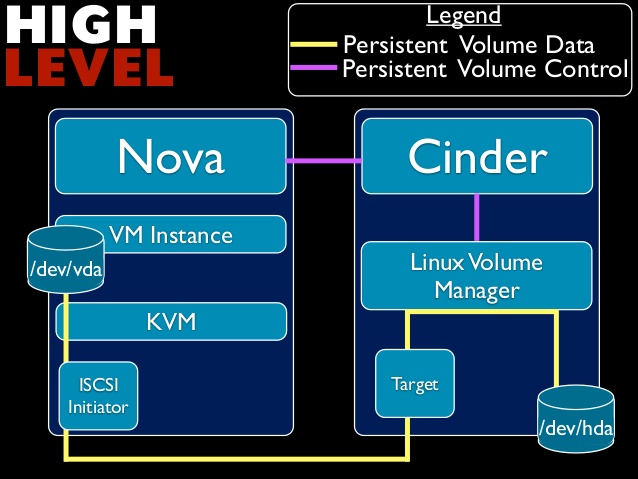 HIGH
LEVEL
Legend
Persistent Volume Data
Persistent Volume Control
Nova
Cinder
VM Instance
/dev/vda
Linux Volume
Manager
KVM
ISCSI
Initiator
Target
/dev/hda